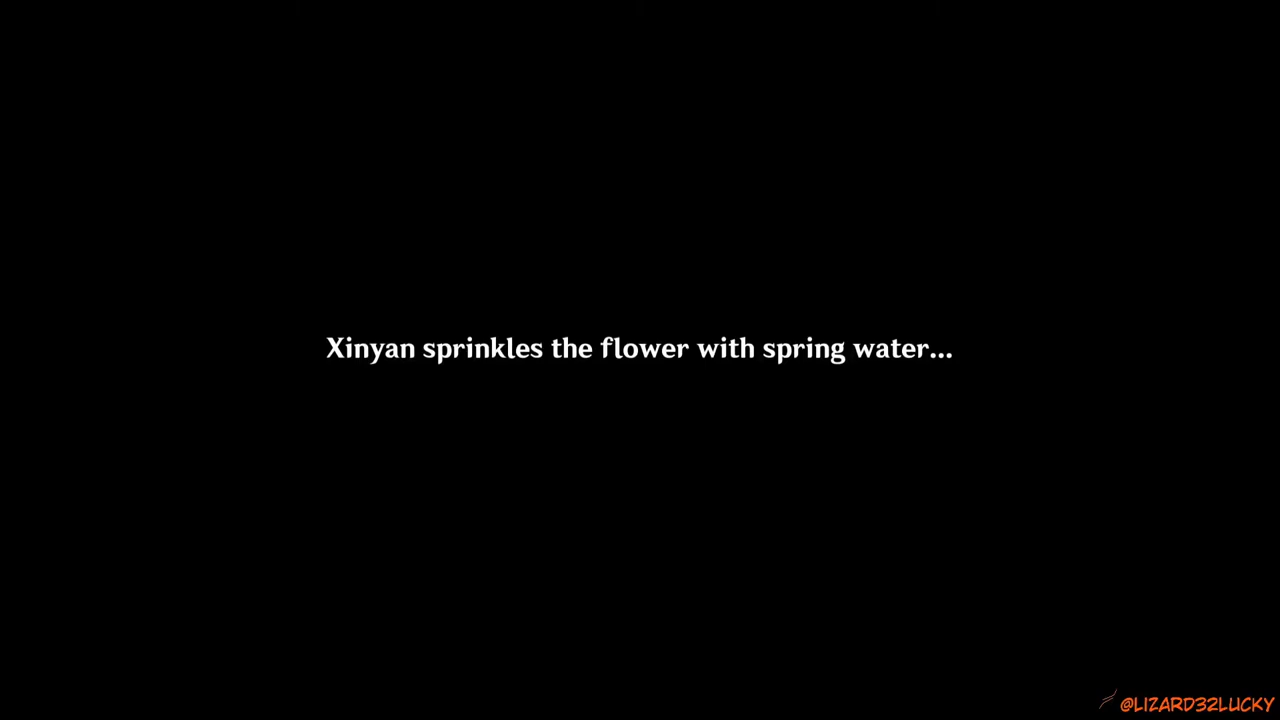 Xinyan sprinkles the flower with spring water...
@LIZARD32LUCKY